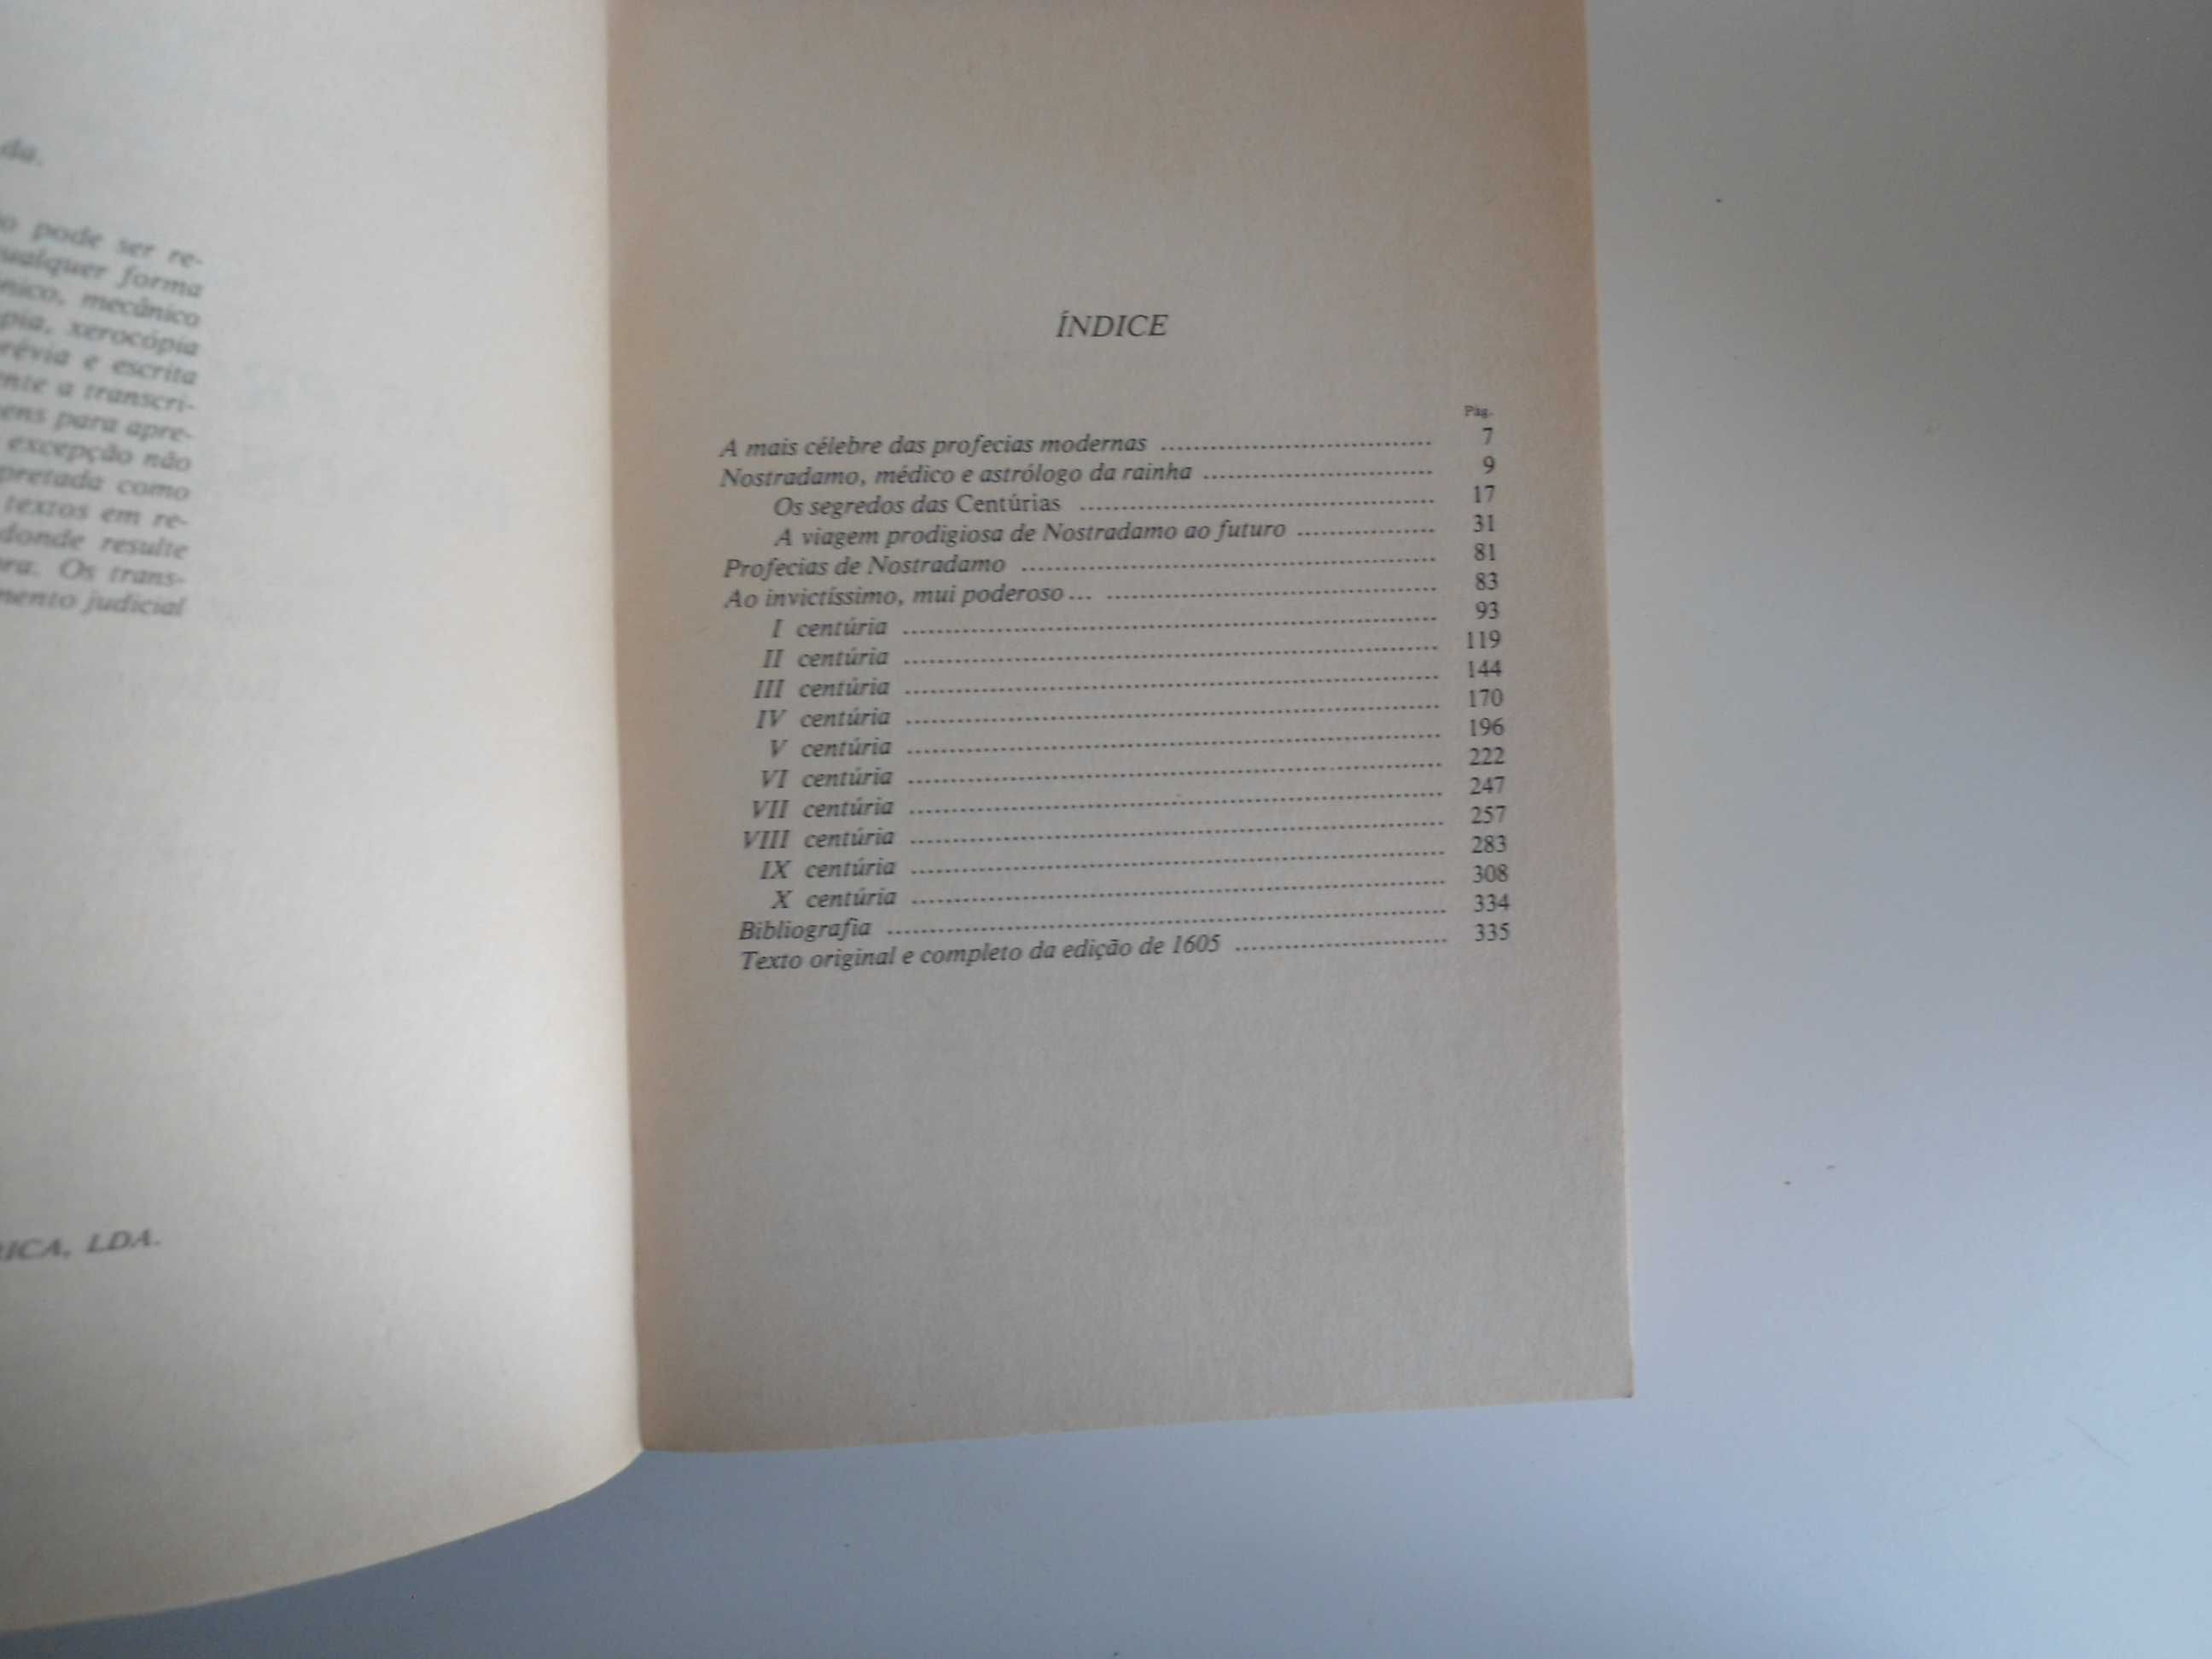 da.
pode ser re-
qualquer forma
mecânico
xerocópia
e escrita
a transcri-
para apre-
excepção não
como
textos em re-
donde resulte
Os trans-
judicial
LDA.
ÍNDICE
Pág.
A mais célebre das profecias modernas ................................. 7
Nostradamo, médico e astrólogo da rainha ............................ 9
Os segredos das Centúrias ........................................... 17
A viagem prodigiosa de Nostradamo ao futuro ................. 31
Profecias de Nostradamo .................................................. 81
Ao invictíssimo, mui poderoso... ........................................ 83
I centúria ................................................................ 93
II centúria ................................................................ 119
III centúria ................................................................ 144
IV centúria ................................................................ 170
V centúria ................................................................ 196
VI centúria ................................................................ 222
VII centúria ................................................................ 247
VIII centúria ................................................................ 257
IX centúria ................................................................ 283
X centúria ................................................................ 308
Bibliografia ................................................................... 334
Texto original e completo da edição de 1605 .......................... 335